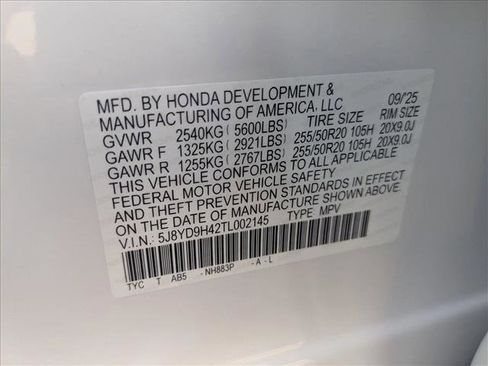 MFD. BY HONDA DEVELOPMENT & 09/25
MANUFACTURING OF AMERICA, LLC
TIRE SIZE RIM SIZE
GVWR 2540KG ( 5600LBS)
GAWR F 1325KG ( 2921LBS) 255/50R20 105H 20X9.0J
GAWR R 1255KG ( 2767LBS) 255/50R20 105H 20X9.0J
THIS VEHICLE CONFORMS TO ALL APPLICABLE
FEDERAL MOTOR VEHICLE SAFETY
AND THEFT PREVENTION STANDARDS IN EFFECT
ON THE DATE OF MANUFACTURE SHOWN ABOVE.
V.I.N.: 5J8YD9H42TL002145 TYPE: MPV
TYC T AB5 -NH883P -A-L